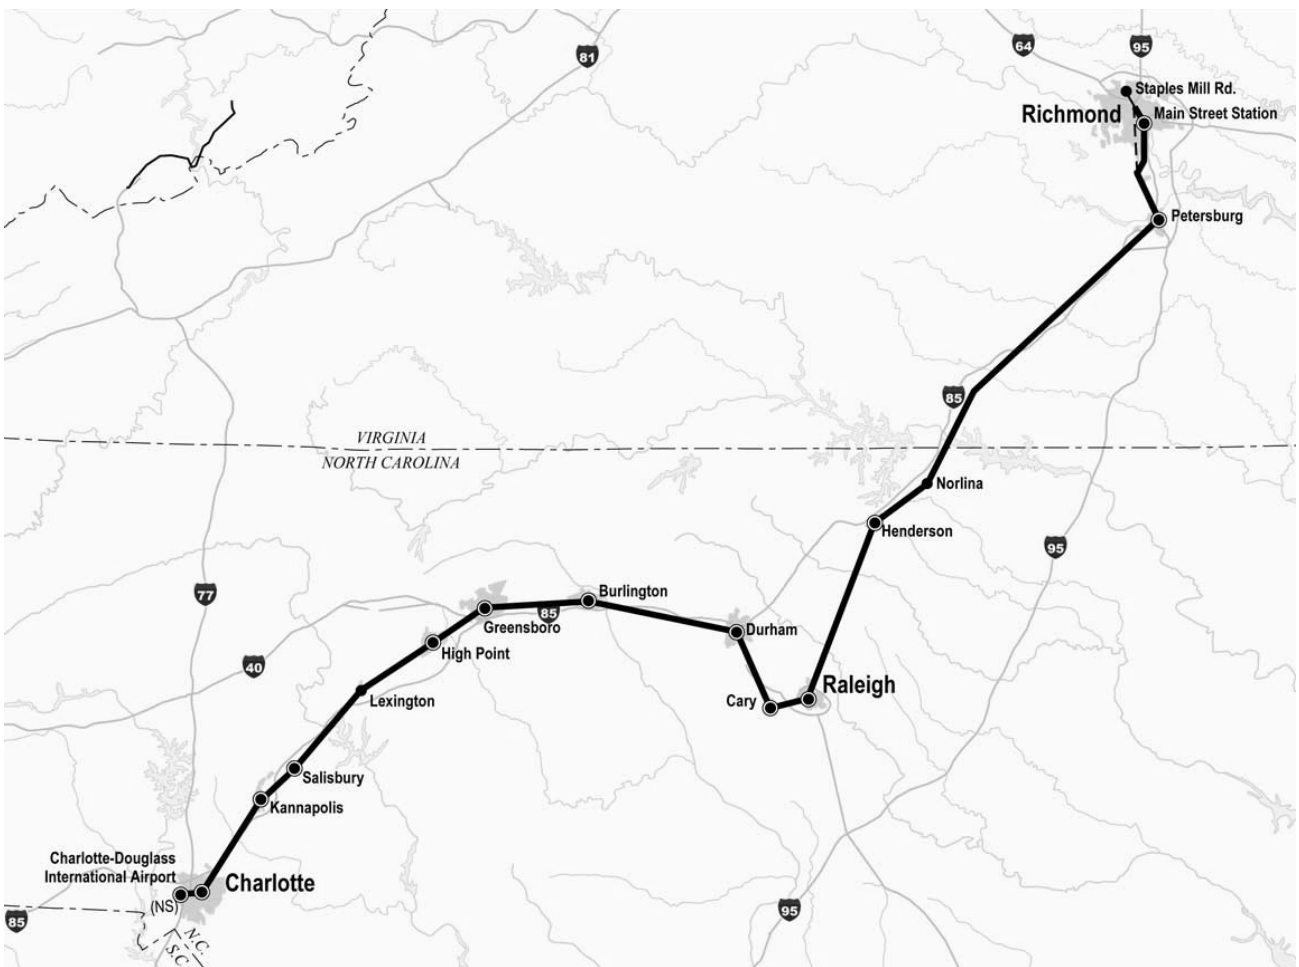 64
95
81
Staples Mill Rd.
Richmond
Main Street Station
Petersburg
85
VIRGINIA
NORTH CAROLINA
Norlina
Henderson
95
77
Burlington
85
Greensboro
Durham
High Point
40
Raleigh
Lexington
Cary
Salisbury
Kannapolis
Charlotte-Douglass
International Airport
Charlotte
(NS)
85
95
N.C.
S.C